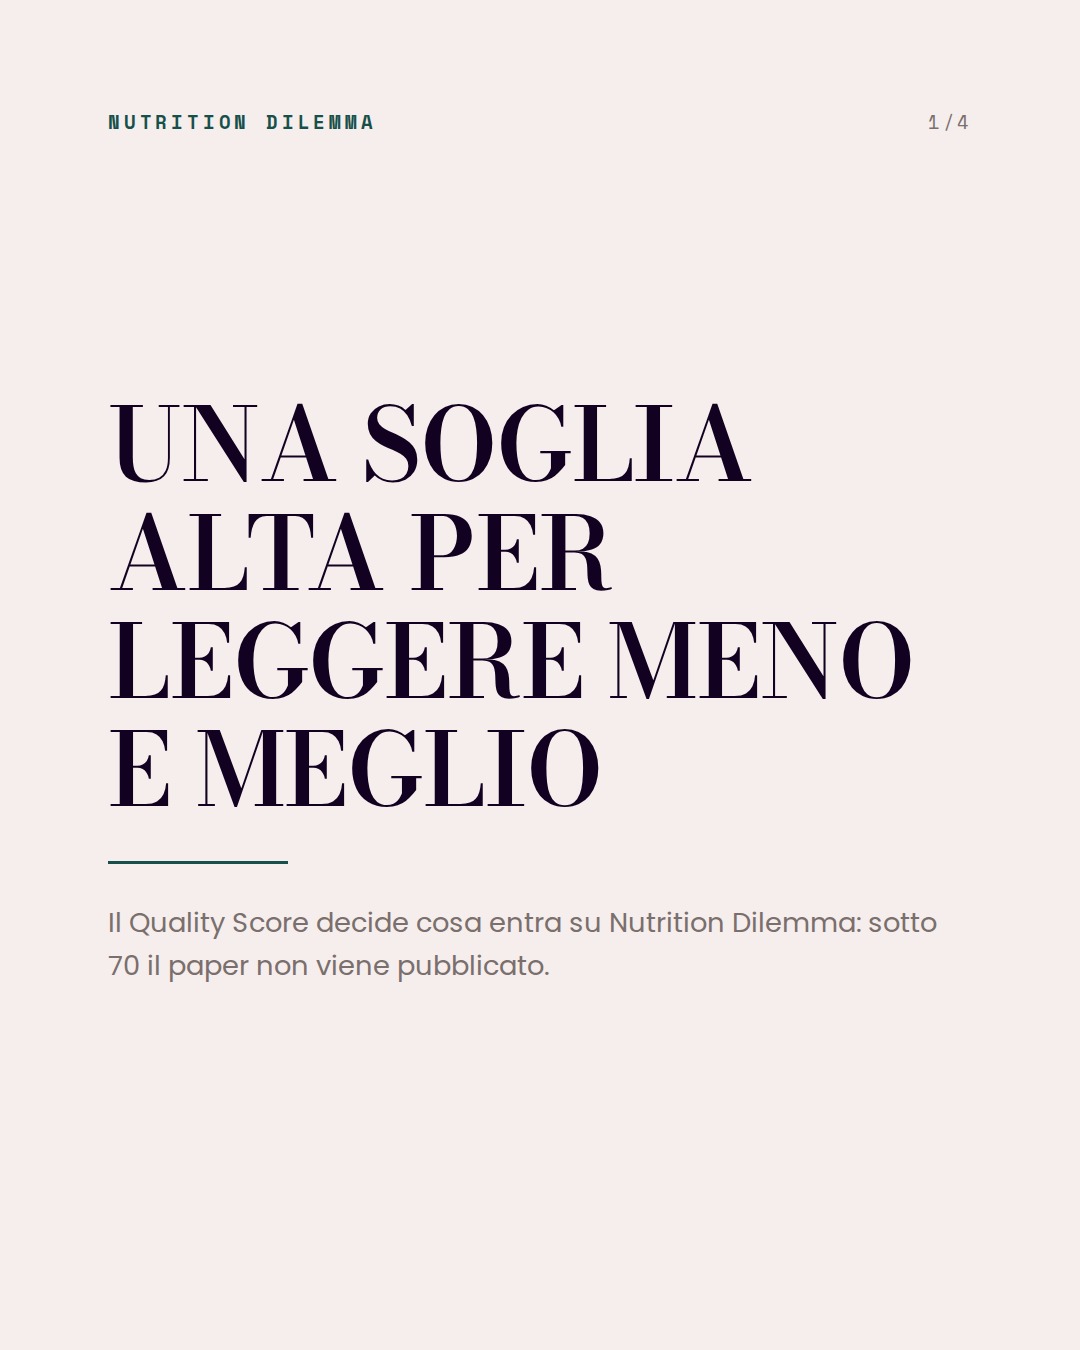 NUTRITION DILEMMA
1/4
UNA SOGLIA
ALTA PER
LEGGERE MENO
E MEGLIO
Il Quality Score decide cosa entra su Nutrition Dilemma: sotto
70 il paper non viene pubblicato.